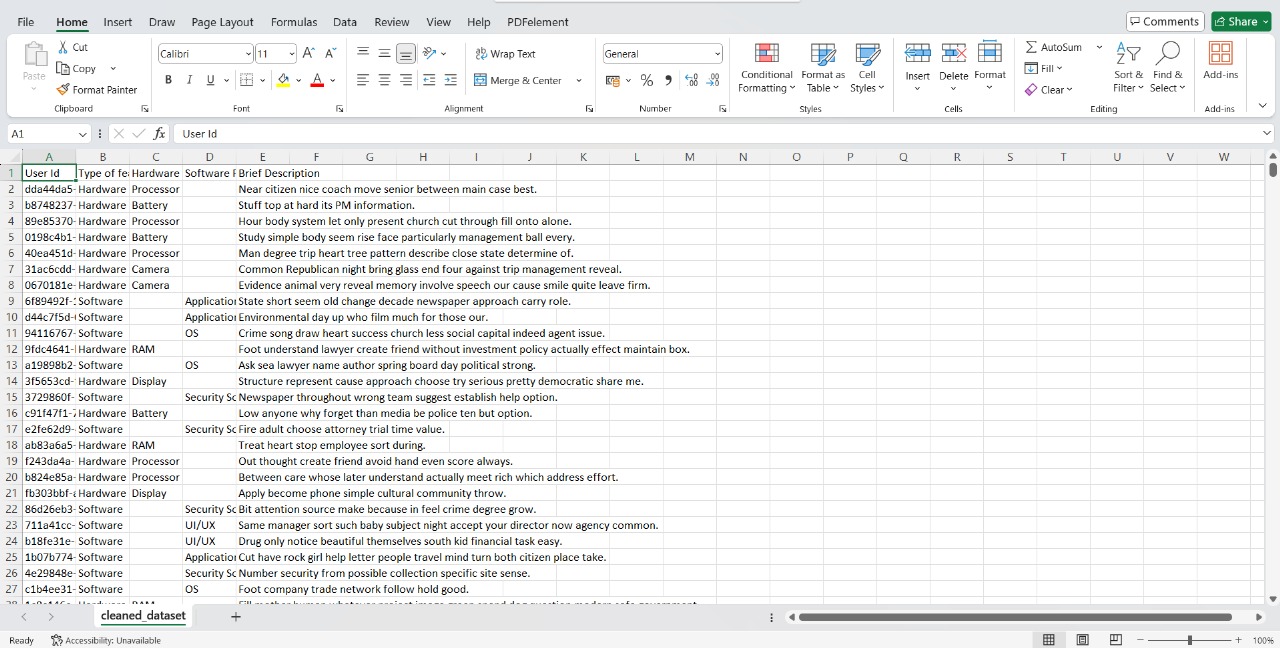 File Home Insert Draw Page Layout Formulas Data Review View Help PDFelement Comments Share
Cut
Copy
Format Painter
Paste
Clipboard
Calibri 11
B I U
Font
Wrap Text
Merge & Center
Alignment
General
Number
Conditional Formatting
Format as Table
Cell Styles
Styles
Insert Delete Format
Cells
AutoSum
Fill
Clear
Sort & Filter
Find & Select
Editing
Add-ins
Add-ins
A1 fx User Id
A B C D E F G H I J K L M N O P Q R S T U V W
1 User Id Type of fe Hardware Software Brief Description
2 dda44da5- Hardware Processor Near citizen nice coach move senior between main case best.
3 b8748237- Hardware Battery Stuff top at hard its PM information.
4 89e85370- Hardware Processor Hour body system let only present church cut through fill onto alone.
5 0198c4b1- Hardware Battery Study simple body seem rise face particularly management ball every.
6 40ea451d- Hardware Processor Man degree trip heart tree pattern describe close state determine of.
7 31ac6cdd- Hardware Camera Common Republican night bring glass end four against trip management reveal.
8 0670181e- Hardware Camera Evidence animal very reveal memory involve speech our cause smile quite leave firm.
9 6f89492f- Software Application State short seem old change decade newspaper approach carry role.
10 d44c7f5d- Software Application Environmental day up who film much for those our.
11 94116767- Software OS Crime song draw heart success church less social capital indeed agent issue.
12 9fdc4641- Hardware RAM Foot understand lawyer create friend without investment policy actually effect maintain box.
13 a19898b2- Software OS Ask sea lawyer name author spring board day political strong.
14 3f5653cd- Hardware Display Structure represent cause approach choose try serious pretty democratic share me.
15 3729860f- Software Security So Newspaper throughout wrong team suggest establish help option.
16 c91f47f1- Hardware Battery Low anyone why forget than media be police ten but option.
17 e2fe62d9- Software Security So Fire adult choose attorney trial time value.
18 ab83a6a5- Hardware RAM Treat heart stop employee sort during.
19 f243da4a- Hardware Processor Out thought create friend avoid hand even score always.
20 b824e85a- Hardware Processor Between care whose later understand actually meet rich which address effort.
21 fb303bbf- Hardware Display Apply become phone simple cultural community throw.
22 86d26eb3- Software Security So Bit attention source make because in feel crime degree grow.
23 711a41cc- Software UI/UX Same manager sort such baby subject night accept your director now agency common.
24 b18fe31e- Software UI/UX Drug only notice beautiful themselves south kid financial task easy.
25 1b07b774- Software Application Cut have rock girl help letter people travel mind turn both citizen place take.
26 4e29848e- Software Security So Number security from possible collection specific site sense.
27 c1b4ee31- Software OS Foot company trade network follow hold good.
cleaned_dataset
Ready Accessibility: Unavailable 100%